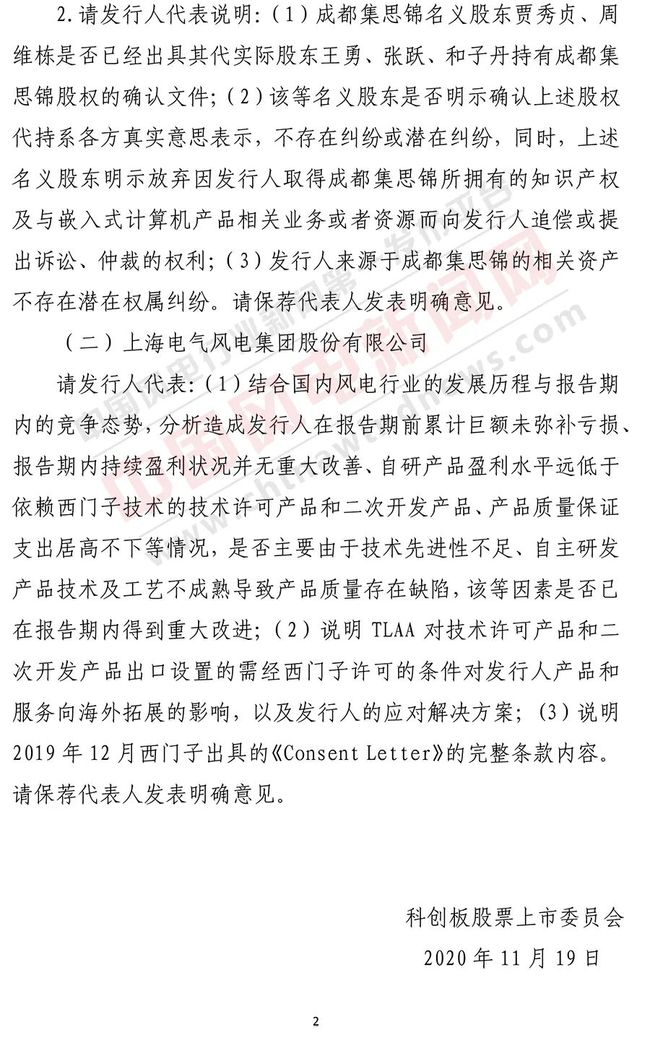 2.请发行人代表说明:(1)成都集思锦名义股东贾秀贞、周
维栋是否已经出具其代实际股东王勇、张跃、和子丹持有成都集
思锦股权的确认文件;(2)该等名义股东是否明示确认上述股权
代持系各方真实意思表示，不存在纠纷或潜在纠纷，同时，上述
名义股东明示放弃因发行人取得成都集思锦所拥有的知识产权
及与嵌入式计算机产品相关业务或者资源而向发行人追偿或提
出诉讼、仲裁的权利;(3)发行人来源于成都集思锦的相关资产
不存在潜在权属纠纷。请保荐代表人发表明确意见。
(二)上海电气风电集团股份有限公司
请发行人代表:(1)结合国内风电行业的发展历程与报告期
内的竞争态势,分析造成发行人在报告期前累计巨额未弥补亏损、
报告期内持续盈利状况并无重大改善、自研产品盈利水平远低于
依赖西门子技术的技术许可产品和二次开发产品、产品质量保证
支出居高不下等情况，是否主要由于技术先进性不足、自主研发
产品技术及工艺不成熟导致产品质量存在缺陷,该等因素是否已
在报告期内得到重大改进;(2)说明 TLAA 对技术许可产品和二
次开发产品出口设置的需经西门子许可的条件对发行人产品和
服务向海外拓展的影响，以及发行人的应对解决方案；(3)说明
2019 年 12 月西门子出具的《Consent Letter》的完整条款内容。
请保荐代表人发表明确意见。
科创板股票上市委员会
2020 年 11 月 19 日
2
中国风电新闻网
www.chinawindnews.com